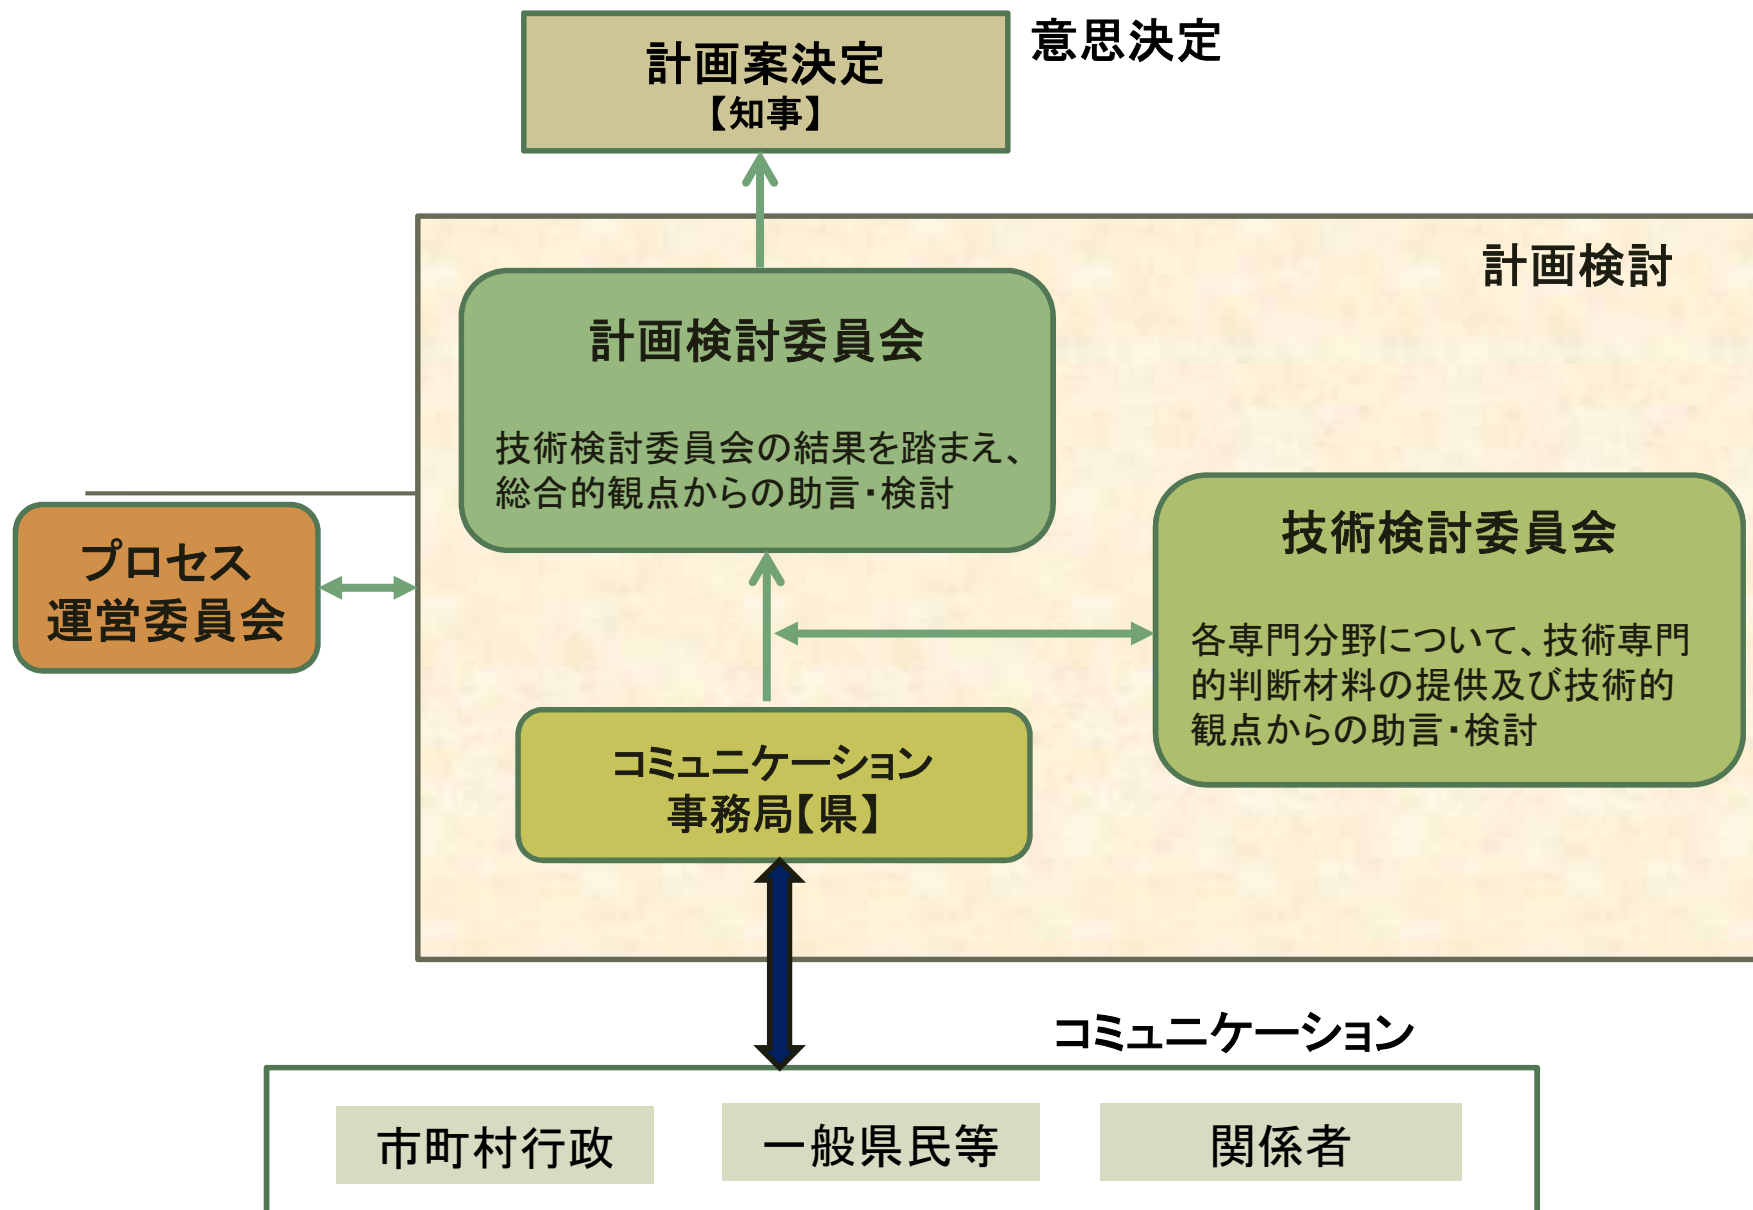 意思決定
計画案決定
【知事】
計画検討
計画検討委員会
技術検討委員会の結果を踏まえ、
総合的観点からの助言・検討
プロセス
運営委員会
技術検討委員会
各専門分野について、技術専門
的判断材料の提供及び技術的
観点からの助言・検討
コミュニケーション
事務局【県】
コミュニケーション
市町村行政
一般県民等
関係者